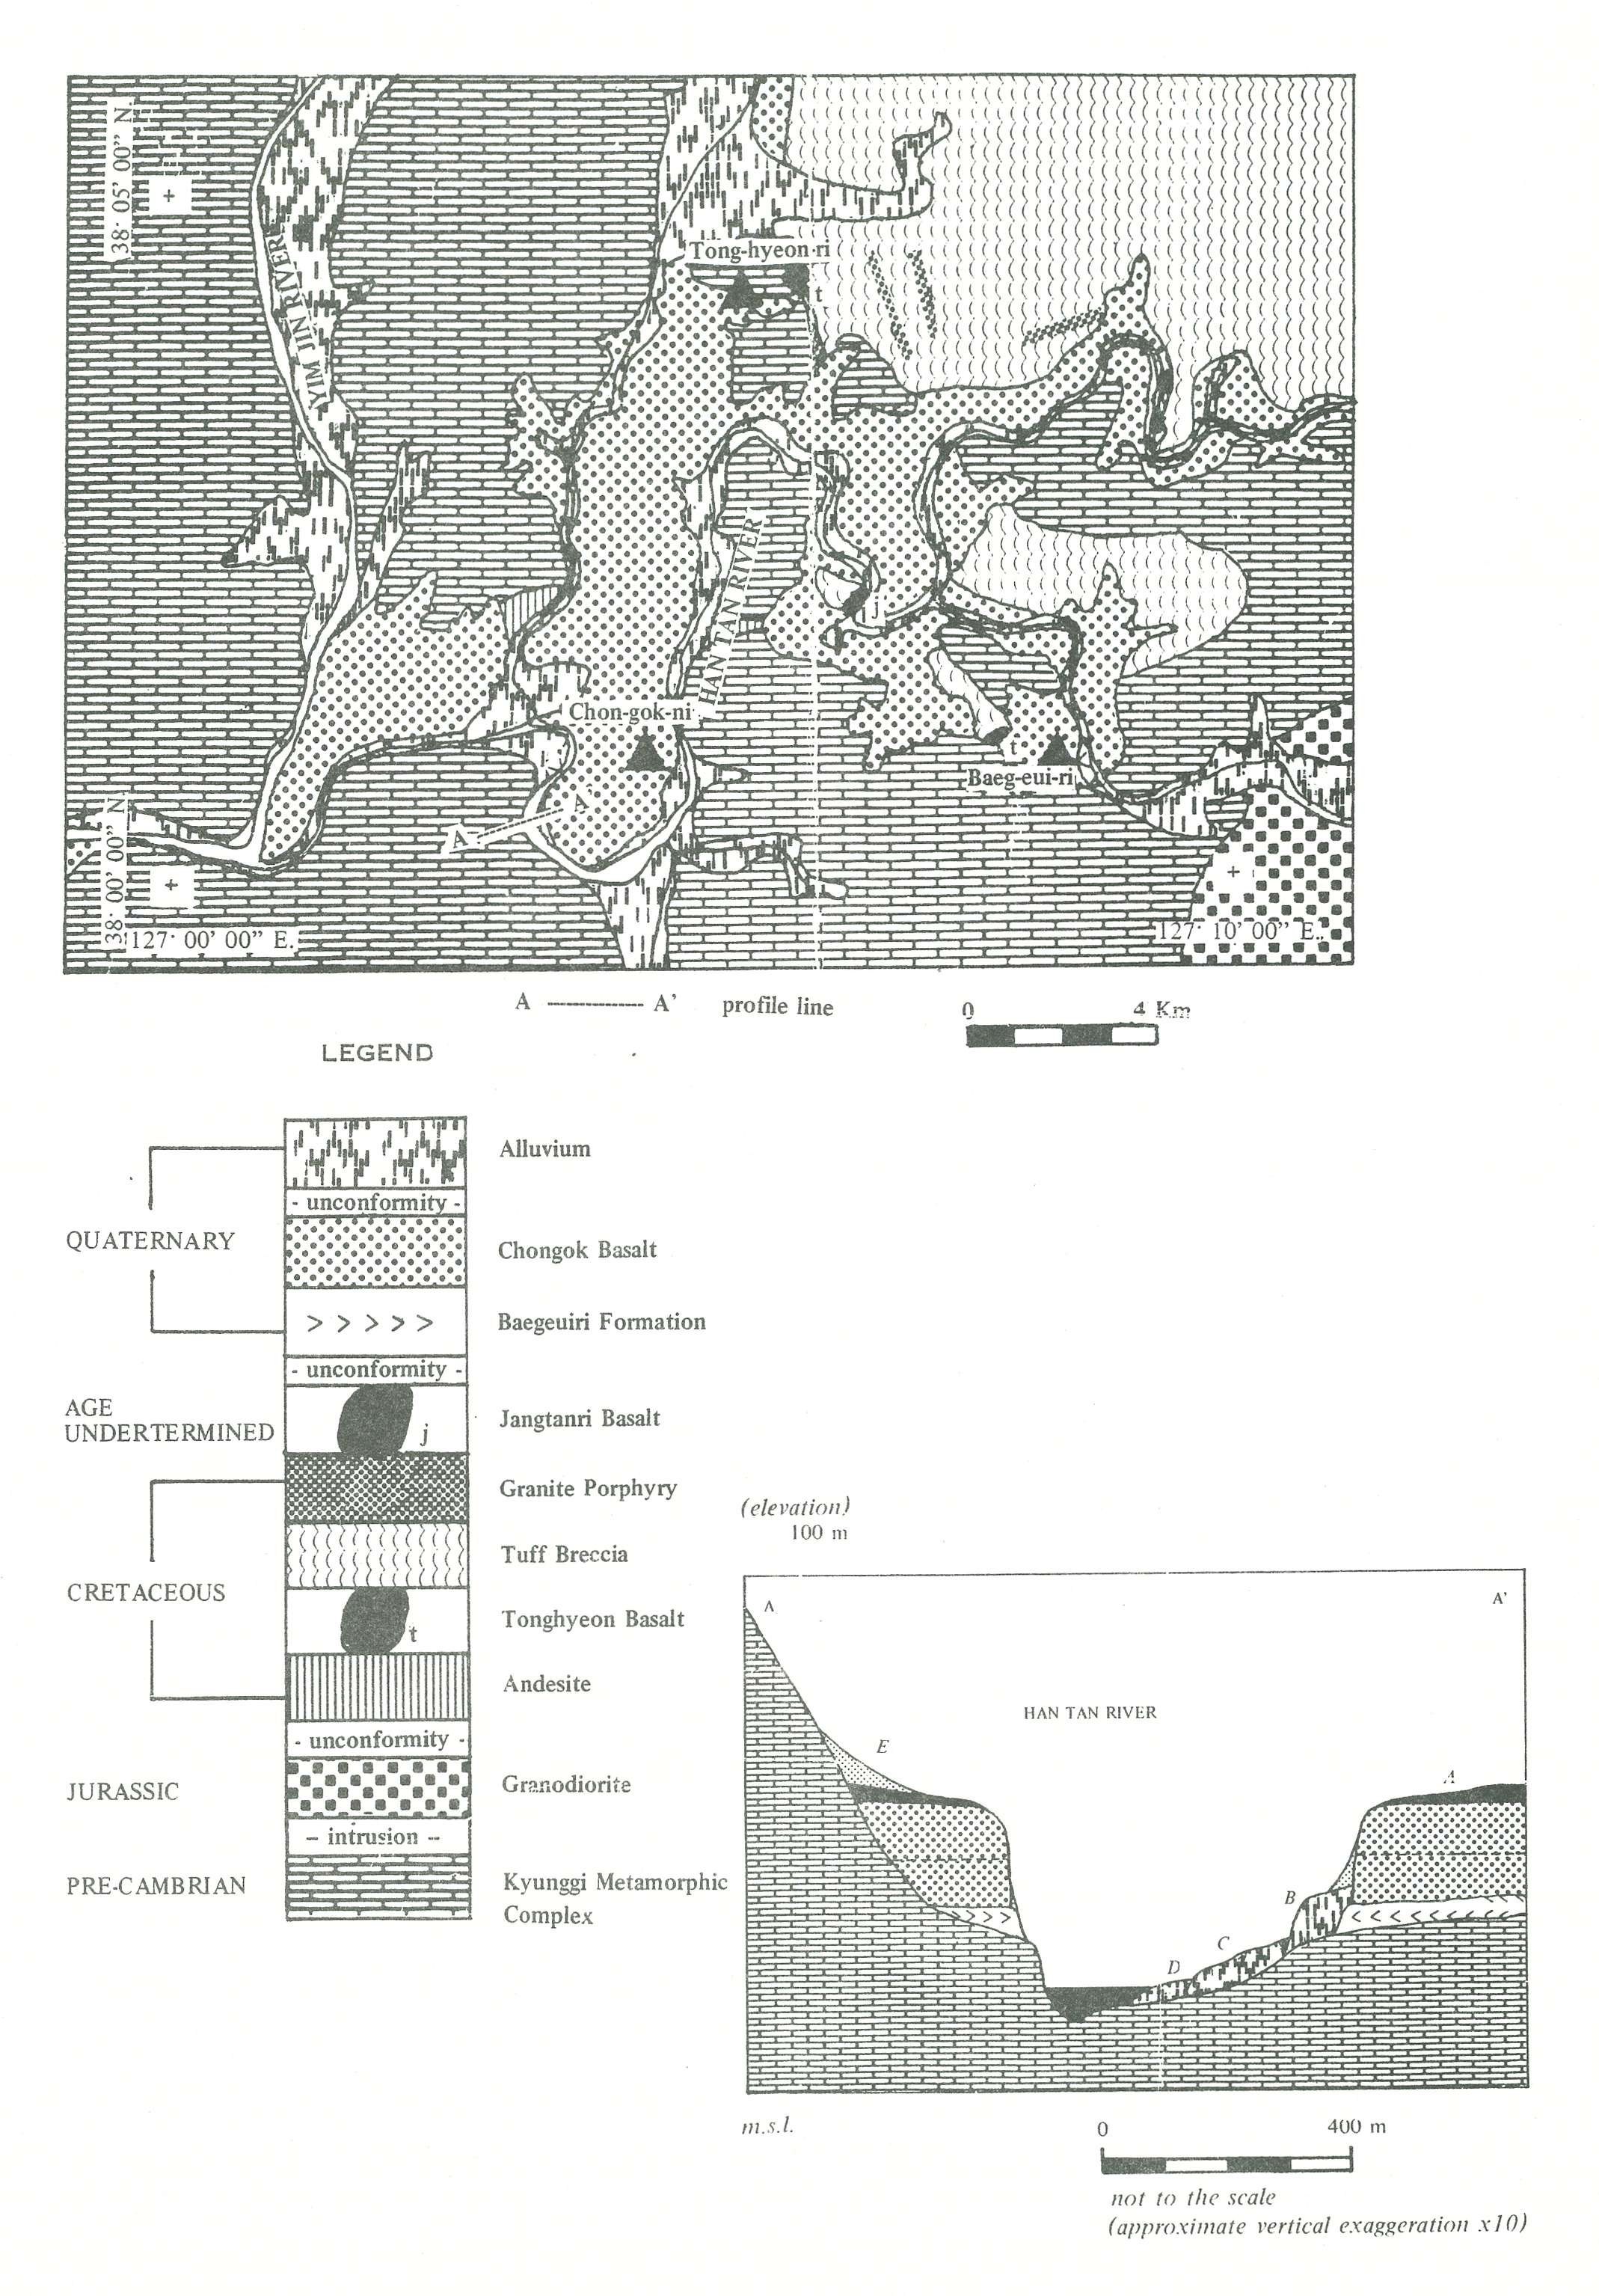 38° 05' 00" N.
YIM JIN RIVER
Tong-hyeon-ri
t
HAN TAN RIVER
j
Chon-gok-ni
t
Baeg-eui-ri
A
A'
38° 00' 00" N.
127° 00' 00" E.
127° 10' 00" E.
A ------------ A' profile line
0 4 Km
LEGEND
Alluvium
- unconformity -
QUATERNARY
Chongok Basalt
> > > > >
Baegeuiri Formation
- unconformity -
AGE
UNDERTERMINED
Jangtanri Basalt
j
Granite Porphyry
Tuff Breccia
CRETACEOUS
Tonghyeon Basalt
t
Andesite
- unconformity -
JURASSIC
Granodiorite
- intrusion -
PRE-CAMBRIAN
Kyunggi Metamorphic
Complex
(elevation)
100 m
A
A'
HAN TAN RIVER
E
A
B
C
D
m.s.l.
0 400 m
not to the scale
(approximate vertical exaggeration x10)